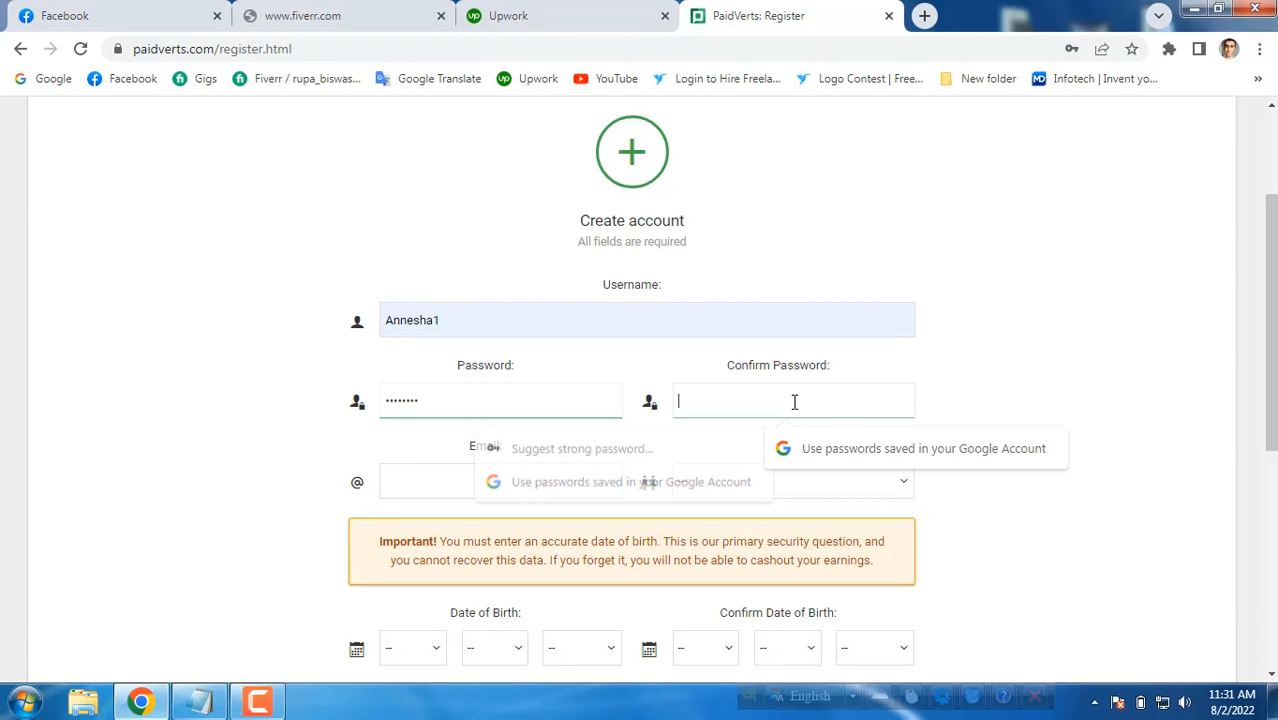 Facebook
www.fiverr.com
Upwork
PaidVerts: Register
paidverts.com/register.html
Google
Facebook
Gigs
Fiverr / rupa_biswas...
Google Translate
Upwork
YouTube
Login to Hire Freela...
Logo Contest | Free...
New folder
Infotech | Invent yo...
»
Create account
All fields are required
Username:
Annesha1
Password:
Confirm Password:
••••••••
Email:
Suggest strong password...
Use passwords saved in your Google Account
Use passwords saved in your Google Account
@
Important! You must enter an accurate date of birth. This is our primary security question, and
you cannot recover this data. If you forget it, you will not be able to cashout your earnings.
Date of Birth:
Confirm Date of Birth:
--
--
--
--
--
--
English
11:31 AM
8/2/2022